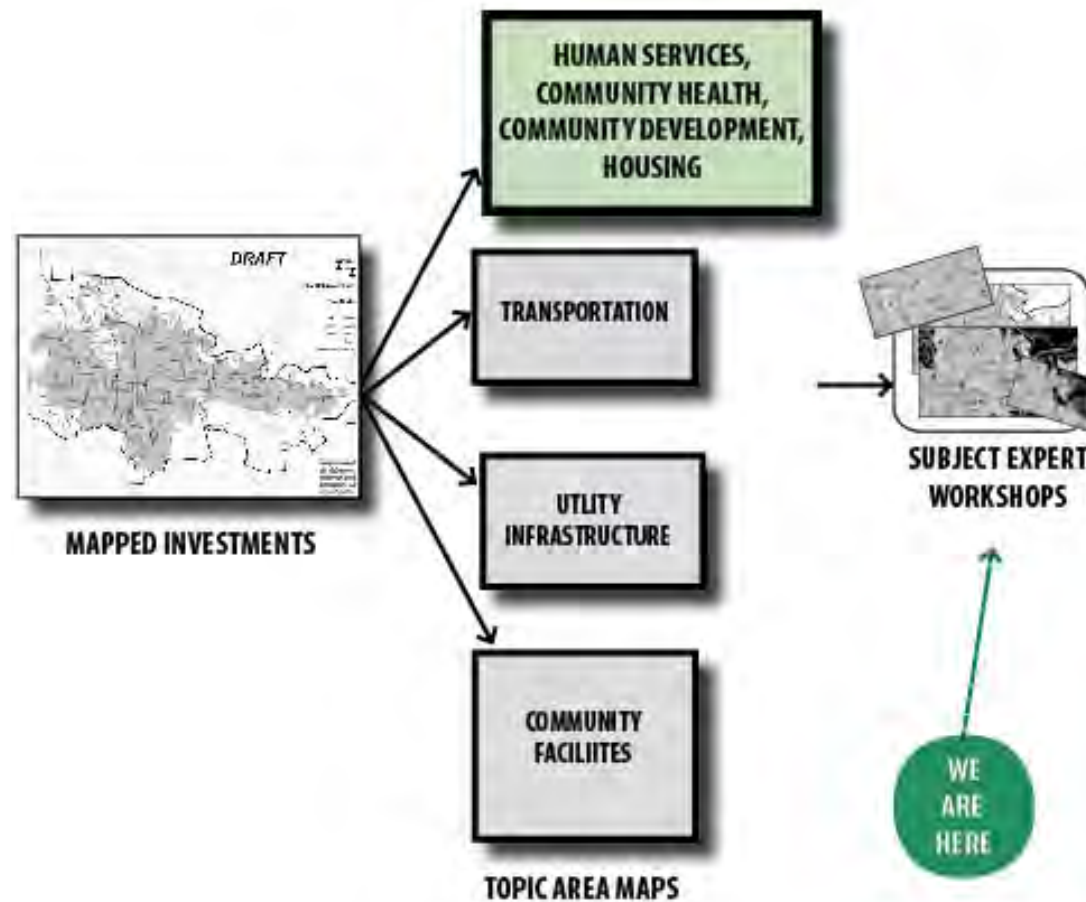 HUMAN SERVICES,
COMMUNITY HEALTH,
COMMUNITY DEVELOPMENT,
HOUSING
DRAFT
TRANSPORTATION
UTLITY
INFRASTRUCTURE
MAPPED INVESTMENTS
SUBJECT EXPERT
WORKSHOPS
COMMUNITY
FACILIITES
WE
ARE
HERE
TOPIC AREA MAPS